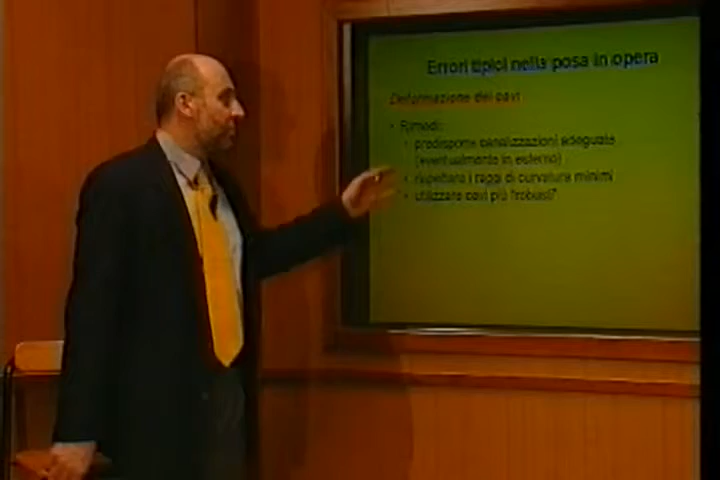 Errori tipici nella posa in opera
Deformazione dei cavi
• Rimedi:
• predisporre canalizzazioni adeguate
(eventualmente in esterno)
• rispettare i raggi di curvatura minimi
• utilizzare cavi più "robusti"